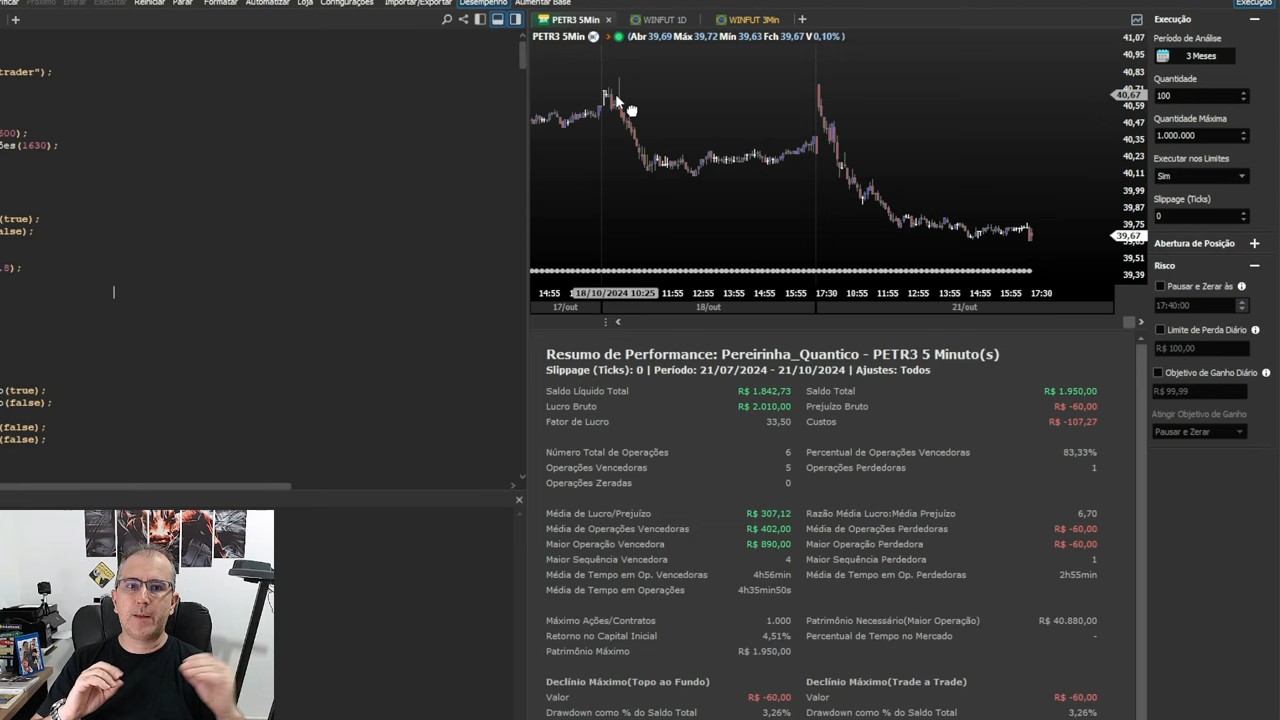 ficar Próximo Entrar Reiniciar Parar Formatar Automatizar Loja Configurações Importar/Exportar Desempenho Aumentar Base Execução
+
trader");
500);
ões(1630);
(true);
alse);
.8);
o(true);
o(false);
(false);
(false);
PETR3 5Min × WINFUT 1D WINFUT 3Min +
PETR3 5Min (Abr 39,69 Máx 39,72 Mín 39,63 Fch 39,67 V 0,10% )
41,07
40,95
40,83
40,67
40,59
40,47
40,35
40,23
40,11
39,99
39,87
39,75
39,67
39,51
39,39
14:55 18/10/2024 10:25 11:55 12:55 13:55 14:55 15:55 17:30 10:55 11:55 12:55 13:55 14:55 15:55 17:30
17/out 18/out 21/out
Resumo de Performance: Pereirinha_Quantico - PETR3 5 Minuto(s)
Slippage (Ticks): 0 | Período: 21/07/2024 - 21/10/2024 | Ajustes: Todos
Saldo Líquido Total R$ 1.842,73 Saldo Total R$ 1.950,00
Lucro Bruto R$ 2.010,00 Prejuízo Bruto R$ -60,00
Fator de Lucro 33,50 Custos R$ -107,27
Número Total de Operações 6 Percentual de Operações Vencedoras 83,33%
Operações Vencedoras 5 Operações Perdedoras 1
Operações Zeradas 0
Média de Lucro/Prejuízo R$ 307,12 Razão Média Lucro:Média Prejuízo 6,70
Média de Operações Vencedoras R$ 402,00 Média de Operações Perdedoras R$ -60,00
Maior Operação Vencedora R$ 890,00 Maior Operação Perdedora R$ -60,00
Maior Sequência Vencedora 4 Maior Sequência Perdedora 1
Média de Tempo em Op. Vencedoras 4h56min Média de Tempo em Op. Perdedoras 2h55min
Média de Tempo em Operações 4h35min50s
Máximo Ações/Contratos 1.000 Patrimônio Necessário(Maior Operação) R$ 40.880,00
Retorno no Capital Inicial 4,51% Percentual de Tempo no Mercado -
Patrimônio Máximo R$ 1.950,00
Declínio Máximo(Topo ao Fundo) Declínio Máximo(Trade a Trade)
Valor R$ -60,00 Valor R$ -60,00
Drawdown como % do Saldo Total 3,26% Drawdown como % do Saldo Total 3,26%
Execução
Período de Análise
3 Meses
Quantidade
100
Quantidade Máxima
1.000.000
Executar nos Limites
Sim
Slippage (Ticks)
0
Abertura de Posição +
Risco
Pausar e Zerar às
17:40:00
Limite de Perda Diário
R$ 100,00
Objetivo de Ganho Diário
R$ 99,99
Atingir Objetivo de Ganho
Pausar e Zerar